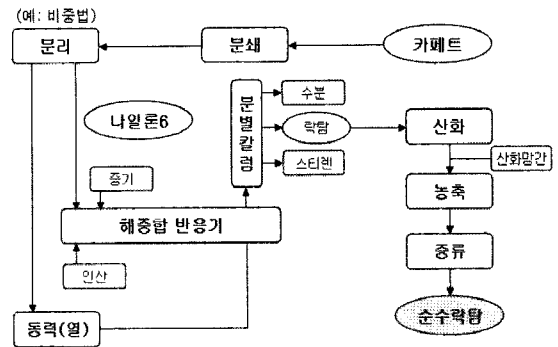 (예: 비중법)
분리
분쇄
카페트
나일론6
분별칼럼
수분
락탐
스티렌
산화
산화망간
증기
농축
해중합 반응기
증류
인산
순수락탐
동력(열)